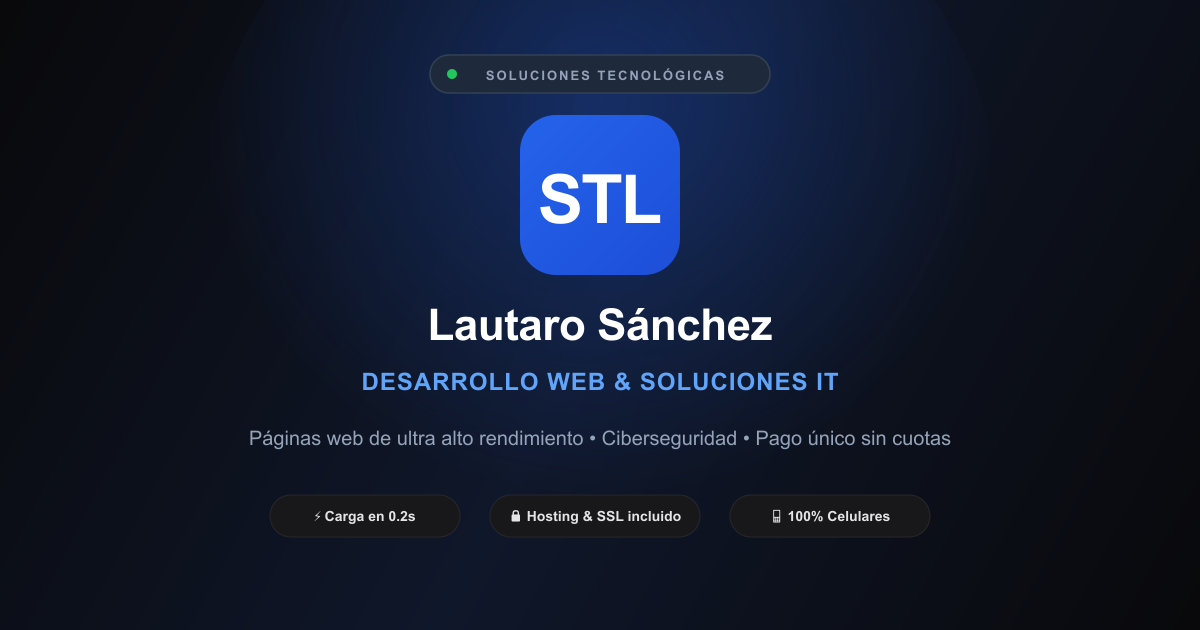 SOLUCIONES TECNOLÓGICAS
STL
Lautaro Sánchez
DESARROLLO WEB & SOLUCIONES IT
Páginas web de ultra alto rendimiento • Ciberseguridad • Pago único sin cuotas
⚡ Carga en 0.2s
🔒 Hosting & SSL incluido
📱 100% Celulares